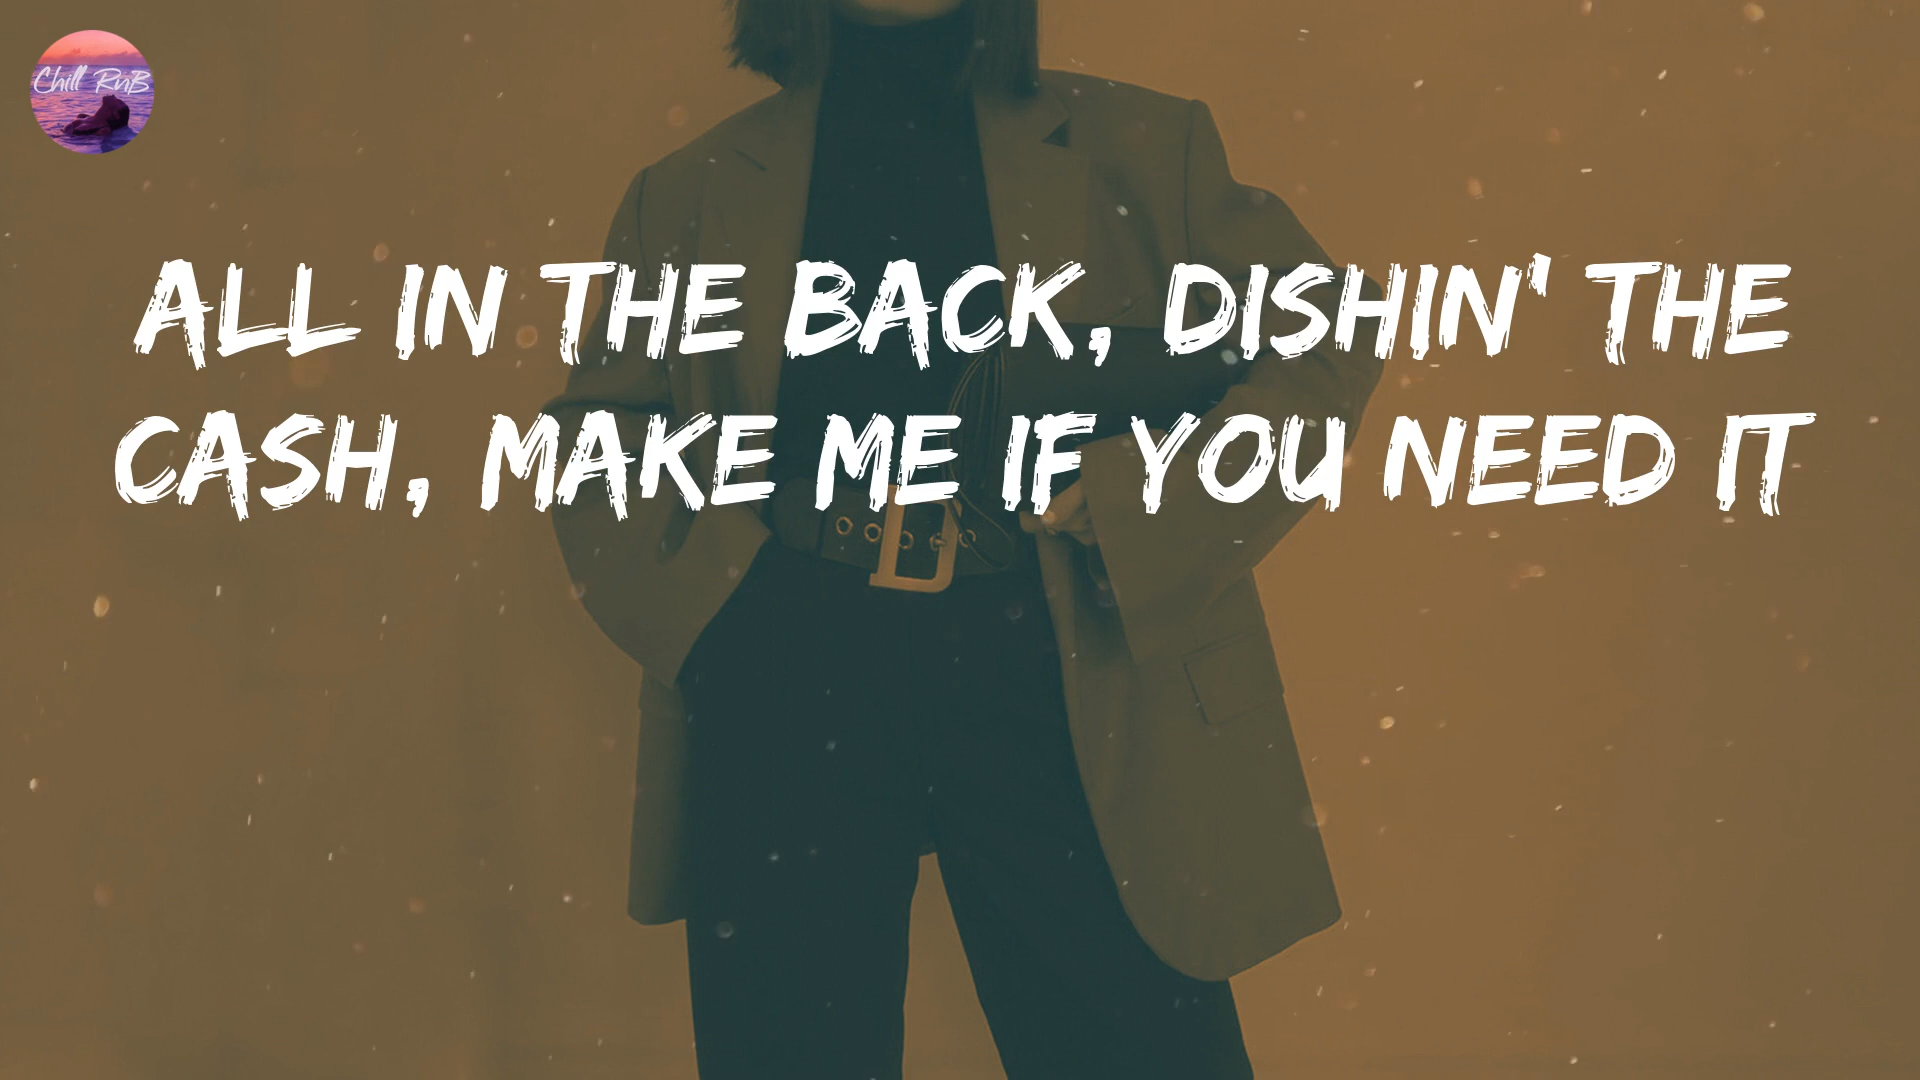 Chill RnB
ALL IN THE BACK, DISHIN' THE
CASH, MAKE ME IF YOU NEED IT